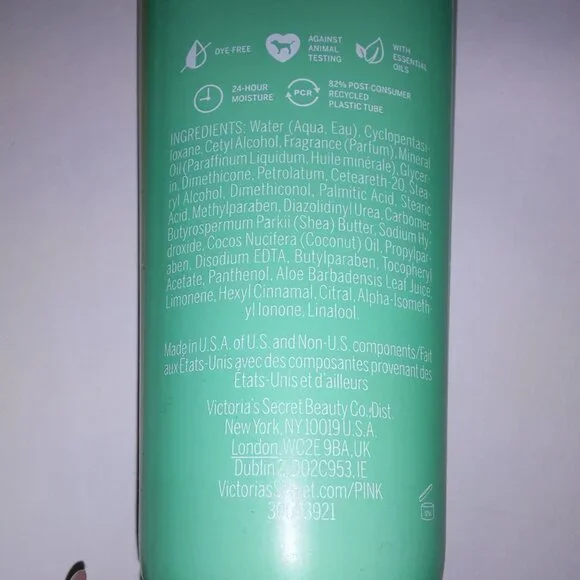 DYE-FREE
AGAINST
ANIMAL
TESTING
WITH
ESSENTIAL
OILS
24-HOUR
MOISTURE
PCR
82% POST-CONSUMER
RECYCLED
PLASTIC TUBE
INGREDIENTS: Water (Aqua, Eau), Cyclopentasi-
loxane, Cetyl Alcohol, Fragrance (Parfum), Mineral
Oil (Paraffinum Liquidum, Huile minérale), Glycer-
in, Dimethicone, Petrolatum, Ceteareth-20, Stea-
ryl Alcohol, Dimethiconol, Palmitic Acid, Stearic
Acid, Methylparaben, Diazolidinyl Urea, Carbomer,
Butyrospermum Parkii (Shea) Butter, Sodium Hy-
droxide, Cocos Nucifera (Coconut) Oil, Propylpar-
aben, Disodium EDTA, Butylparaben, Tocopheryl
Acetate, Panthenol, Aloe Barbadensis Leaf Juice,
Limonene, Hexyl Cinnamal, Citral, Alpha-Isometh-
yl Ionone, Linalool.
Made in U.S.A. of U.S. and Non-U.S. components/Fait
aux États-Unis avec des composantes provenant des
États-Unis et d'ailleurs
Victoria's Secret Beauty Co.:Dist.
New York, NY 10019 U.S.A.
London, WC2E 9BA, UK
Dublin 2, D02C953, IE
VictoriasSecret.com/PINK